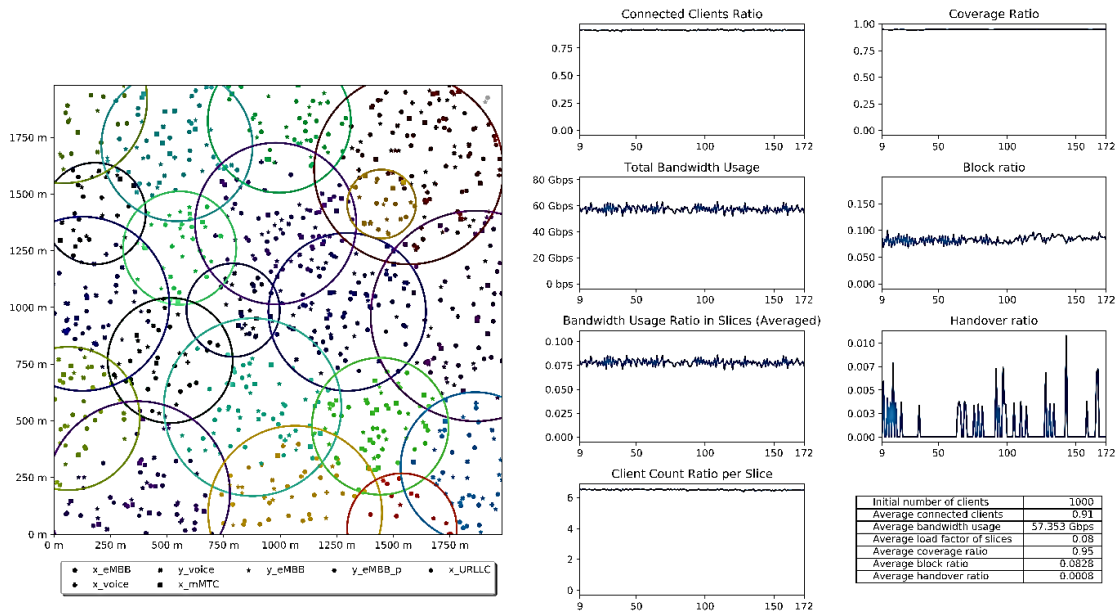 Connected Clients Ratio
0.75
0.50
0.25
0.00
9 50 100 150 172
Coverage Ratio
1.00
0.75
0.50
0.25
0.00
9 50 100 150 172
1750 m
1500 m
1250 m
1000 m
750 m
500 m
250 m
0 m
0 m 250 m 500 m 750 m 1000 m 1250 m 1500 m 1750 m
x_eMBB y_voice y_eMBB y_eMBB_p x_URLLC
x_voice x_mMTC
Total Bandwidth Usage
80 Gbps
60 Gbps
40 Gbps
20 Gbps
0 bps
9 50 100 150 172
Block ratio
0.150
0.100
0.050
0.000
9 50 100 150 172
Bandwidth Usage Ratio in Slices (Averaged)
0.100
0.075
0.050
0.025
0.000
9 50 100 150 172
Handover ratio
0.010
0.007
0.005
0.003
0.000
9 50 100 150 172
Client Count Ratio per Slice
6
4
2
0
9 50 100 150 172
Initial number of clients 1000
Average connected clients 0.91
Average bandwidth usage 57.353 Gbps
Average load factor of slices 0.08
Average coverage ratio 0.95
Average block ratio 0.0828
Average handover ratio 0.0008